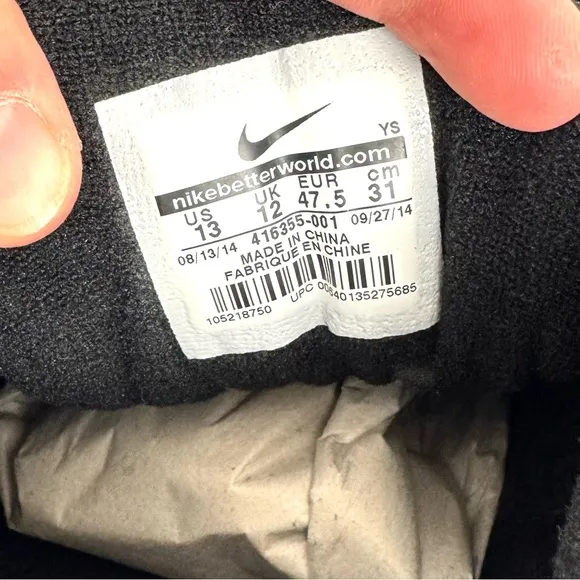 YS
nikebetterworld.com
US UK EUR cm
13 12 47.5 31
08/13/14 416355-001 09/27/14
MADE IN CHINA
FABRIQUE EN CHINE
105218750 UPC 00640135275685